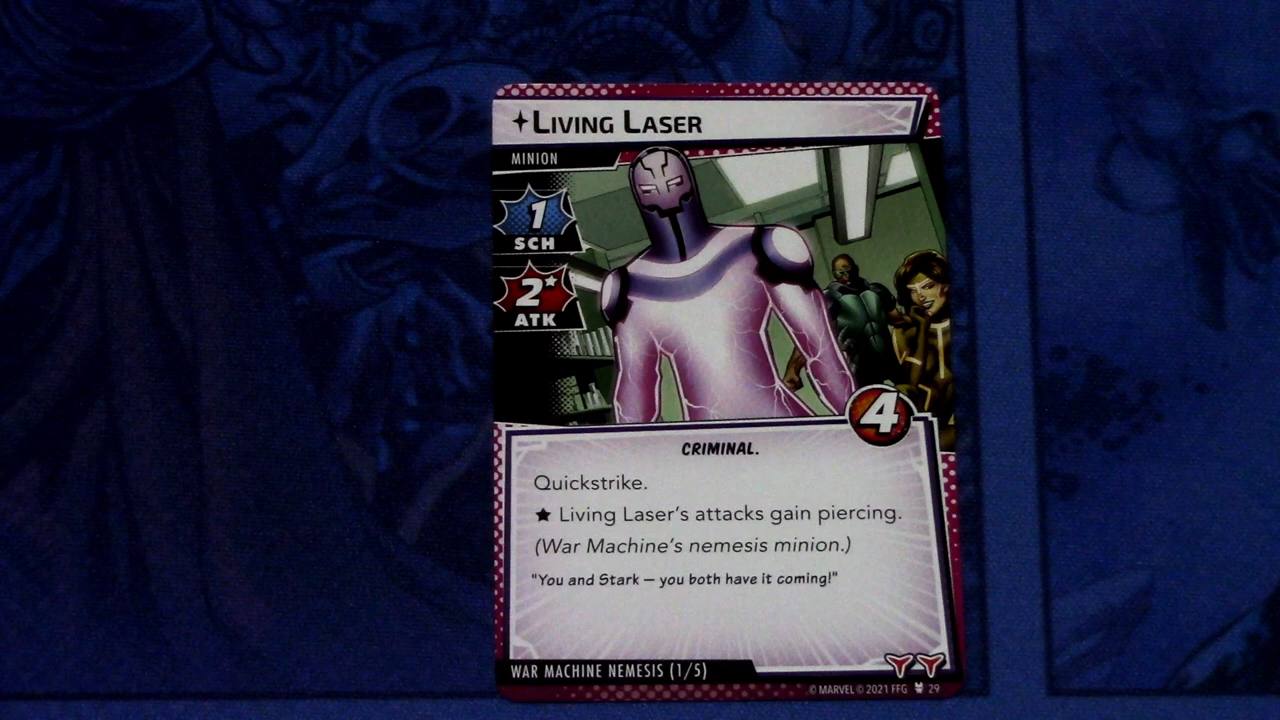 LIVING LASER
MINION
1
SCH
2
ATK
4
CRIMINAL.
Quickstrike.
★ Living Laser's attacks gain piercing.
(War Machine's nemesis minion.)
"You and Stark — you both have it coming!"
WAR MACHINE NEMESIS (1/5)
© MARVEL © 2021 FFG 29